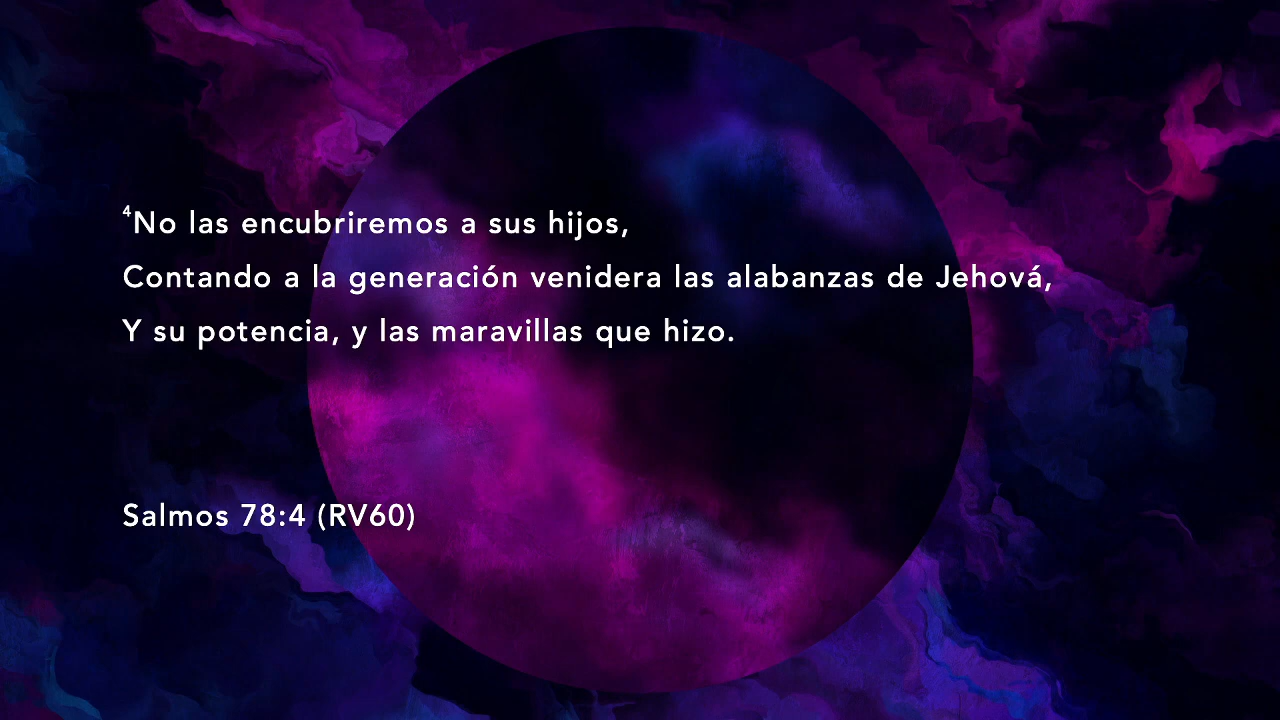 ⁴No las encubriremos a sus hijos,
Contando a la generación venidera las alabanzas de Jehová,
Y su potencia, y las maravillas que hizo.
Salmos 78:4 (RV60)